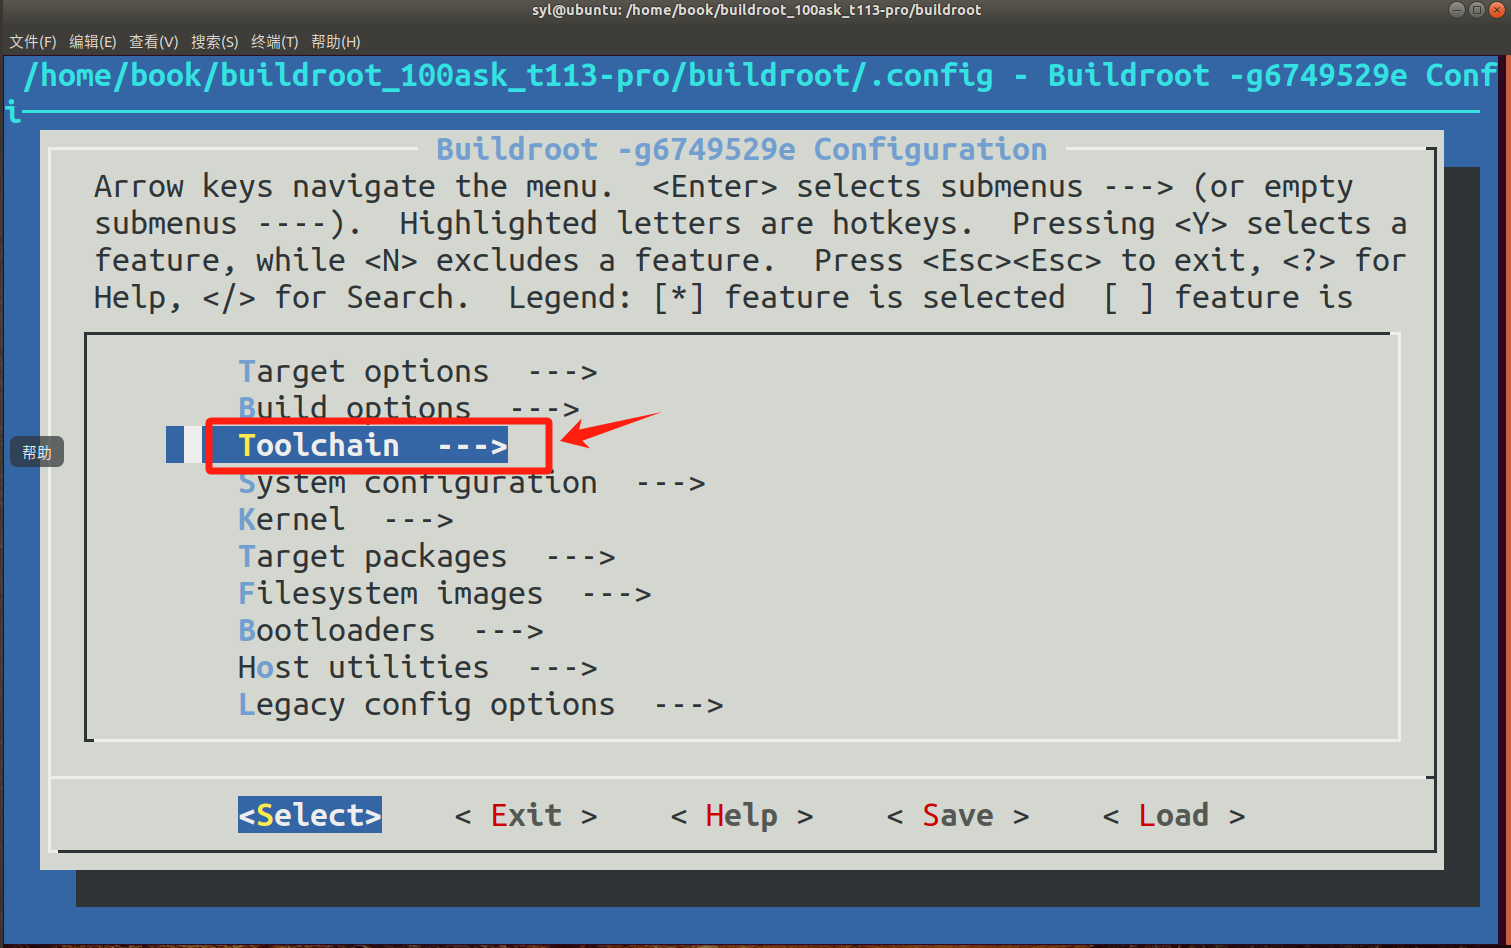 syl@ubuntu: /home/book/buildroot_100ask_t113-pro/buildroot
文件(F) 编辑(E) 查看(V) 搜索(S) 终端(T) 帮助(H)
/home/book/buildroot_100ask_t113-pro/buildroot/.config - Buildroot -g6749529e Conf
i
Buildroot -g6749529e Configuration
Arrow keys navigate the menu.  <Enter> selects submenus ---> (or empty
submenus ----).  Highlighted letters are hotkeys.  Pressing <Y> selects a
feature, while <N> excludes a feature.  Press <Esc><Esc> to exit, <?> for
Help, </> for Search.  Legend: [*] feature is selected  [ ] feature is
Target options  --->
Build options  --->
Toolchain  --->
帮助
System configuration  --->
Kernel  --->
Target packages  --->
Filesystem images  --->
Bootloaders  --->
Host utilities  --->
Legacy config options  --->
<Select>    < Exit >    < Help >    < Save >    < Load >